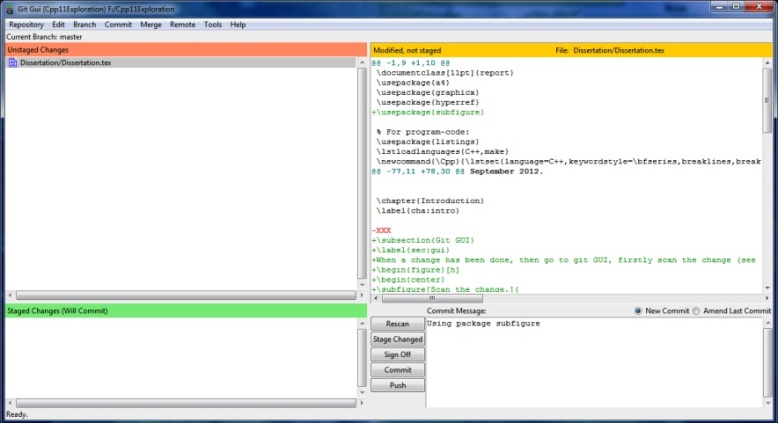 Git Gui (Cpp11Exploration) F:/Cpp11Exploration
Repository Edit Branch Commit Merge Remote Tools Help
Current Branch: master
Unstaged Changes
Dissertation/Dissertation.tex
Modified, not staged File: Dissertation/Dissertation.tex
@@ -1,9 +1,10 @@
\documentclass[11pt]{report}
\usepackage{a4}
\usepackage{graphicx}
\usepackage{hyperref}
+\usepackage{subfigure}
% For program-code:
\usepackage{listings}
\lstloadlanguages{C++,make}
\newcommand{\Cpp}{\lstset{language=C++,keywordstyle=\bfseries,breaklines,break
@@ -77,11 +78,30 @@ September 2012.
\chapter{Introduction}
\label{cha:intro}
-XXX
+\subsection{Git GUI}
+\label{sec:gui}
+When a change has been done, then go to git GUI, firstly scan the change (see
+\begin{figure}[h]
+\begin{center}
+\subfigure[Scan the change.]{
Staged Changes (Will Commit)
Commit Message: New Commit Amend Last Commit
Rescan
Stage Changed
Sign Off
Commit
Push
Using package subfigure
Ready.